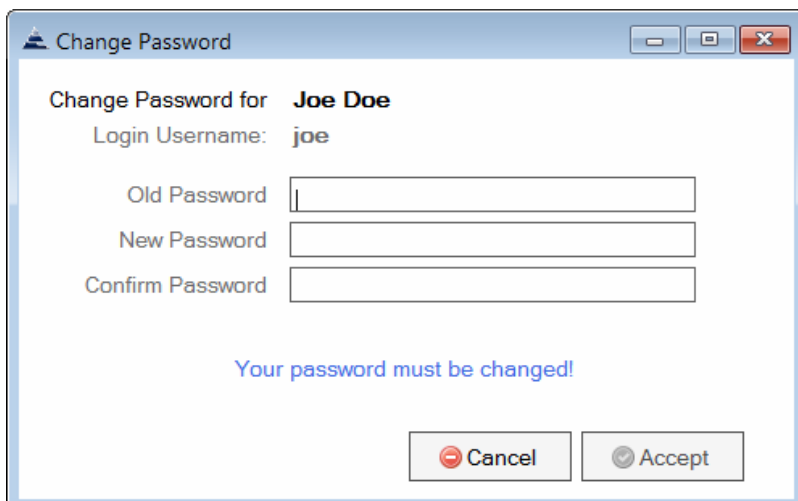 Change Password
Change Password for Joe Doe
Login Username: joe
Old Password
New Password
Confirm Password
Your password must be changed!
Cancel Accept